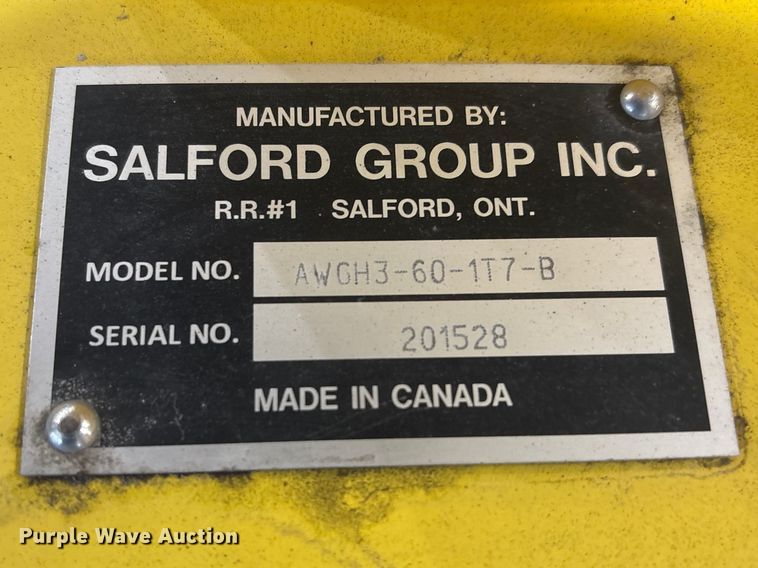 MANUFACTURED BY:
SALFORD GROUP INC.
R.R.#1 SALFORD, ONT.
MODEL NO. AWGH3-60-1T7-B
SERIAL NO. 201528
MADE IN CANADA
Purple Wave Auction